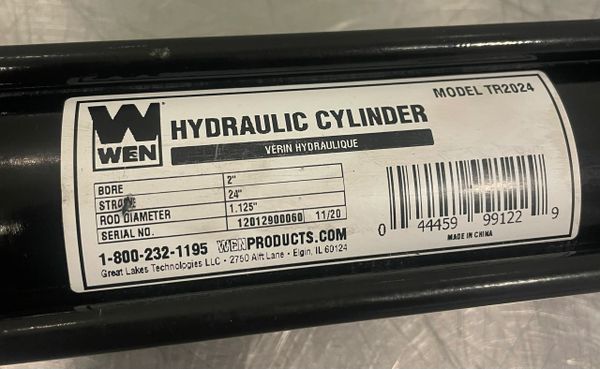 WEN
HYDRAULIC CYLINDER
MODEL TR2024
VÉRIN HYDRAULIQUE
BORE 2"
STROKE 24"
ROD DIAMETER 1.125"
SERIAL NO. 12012900060 11/20
1-800-232-1195 WENPRODUCTS.COM
Great Lakes Technologies LLC • 2750 Alft Lane • Elgin, IL 60124
0 44459 99122 9
MADE IN CHINA